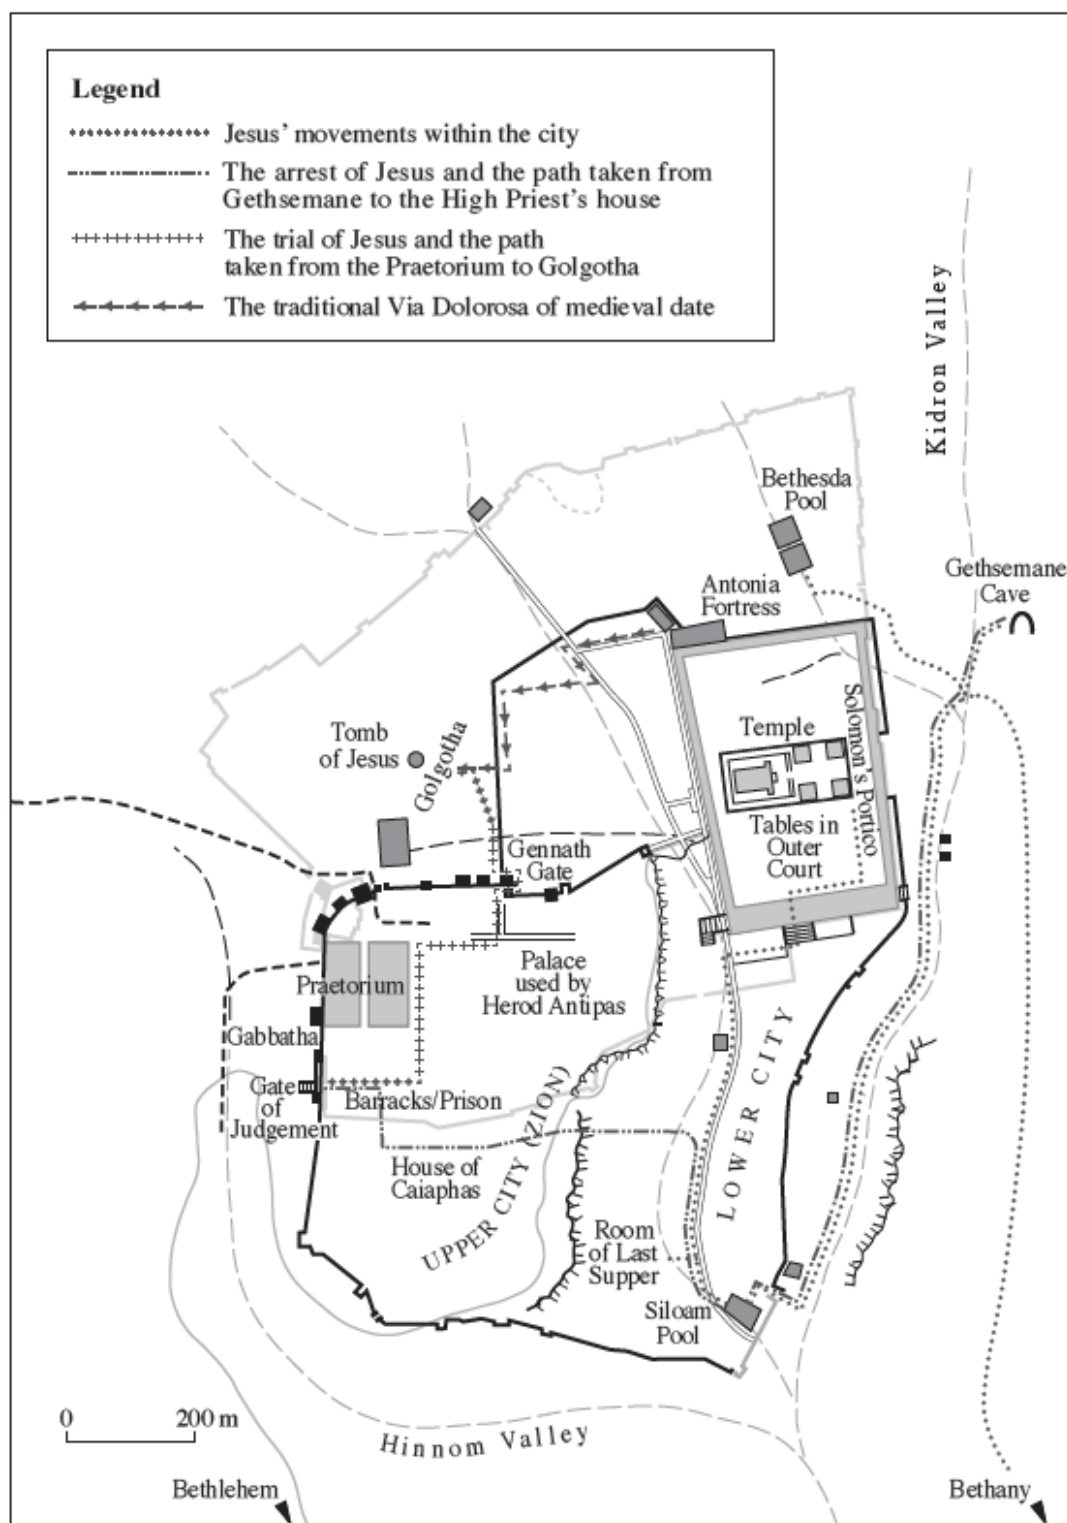 Legend
Jesus' movements within the city
The arrest of Jesus and the path taken from
Gethsemane to the High Priest's house
The trial of Jesus and the path
taken from the Praetorium to Golgotha
The traditional Via Dolorosa of medieval date
Kidron Valley
Bethesda
Pool
Gethsemane
Cave
Antonia
Fortress
Solomon's Portico
Temple
Tomb
of Jesus
Golgotha
Tables in
Outer
Court
Gennath
Gate
Palace
used by
Herod Antipas
Praetorium
Gabbatha
Gate
of
Judgement
Barracks/Prison
House of
Caiaphas
UPPER CITY (ZION)
LOWER CITY
Room
of Last
Supper
Siloam
Pool
0 200 m
Hinnom Valley
Bethlehem
Bethany